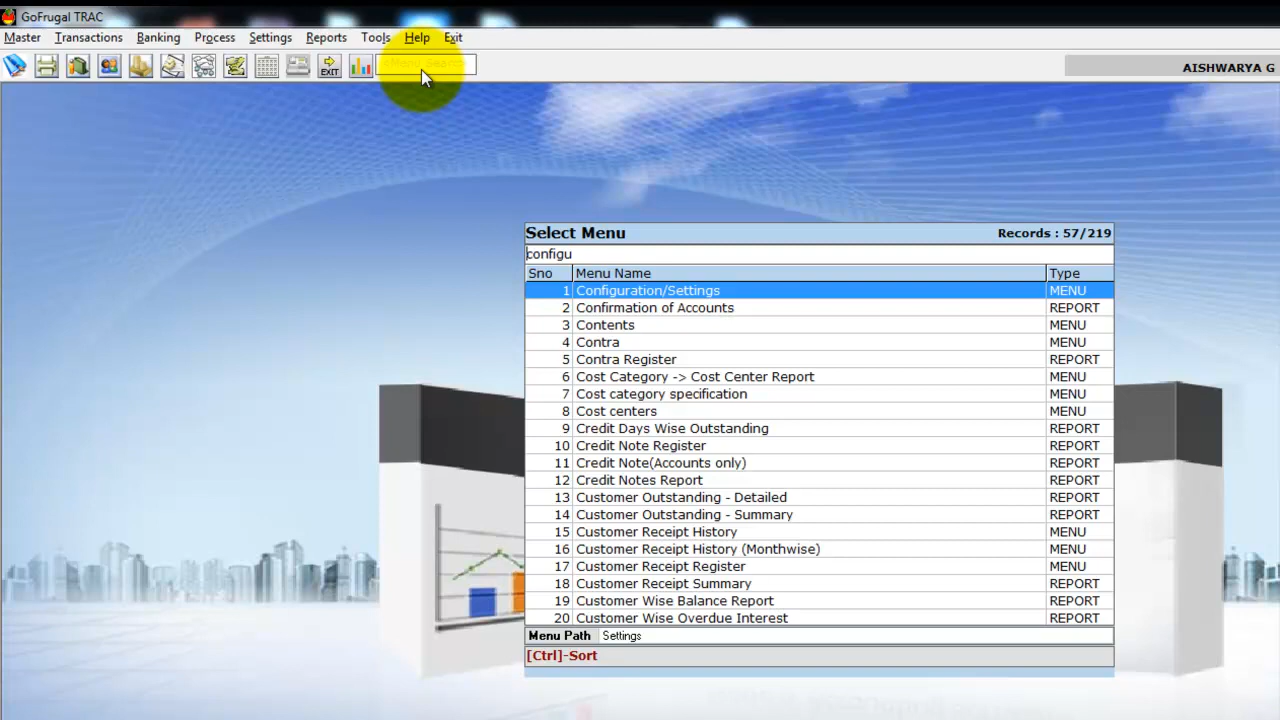 GoFrugal TRAC
Master Transactions Banking Process Settings Reports Tools Help Exit
EXIT Menu Search AISHWARYA G
Select Menu Records : 57/219
configu
Sno Menu Name Type
1 Configuration/Settings MENU
2 Confirmation of Accounts REPORT
3 Contents MENU
4 Contra MENU
5 Contra Register REPORT
6 Cost Category -> Cost Center Report MENU
7 Cost category specification MENU
8 Cost centers MENU
9 Credit Days Wise Outstanding REPORT
10 Credit Note Register REPORT
11 Credit Note(Accounts only) REPORT
12 Credit Notes Report REPORT
13 Customer Outstanding - Detailed REPORT
14 Customer Outstanding - Summary REPORT
15 Customer Receipt History MENU
16 Customer Receipt History (Monthwise) MENU
17 Customer Receipt Register MENU
18 Customer Receipt Summary REPORT
19 Customer Wise Balance Report REPORT
20 Customer Wise Overdue Interest REPORT
Menu Path Settings
[Ctrl]-Sort